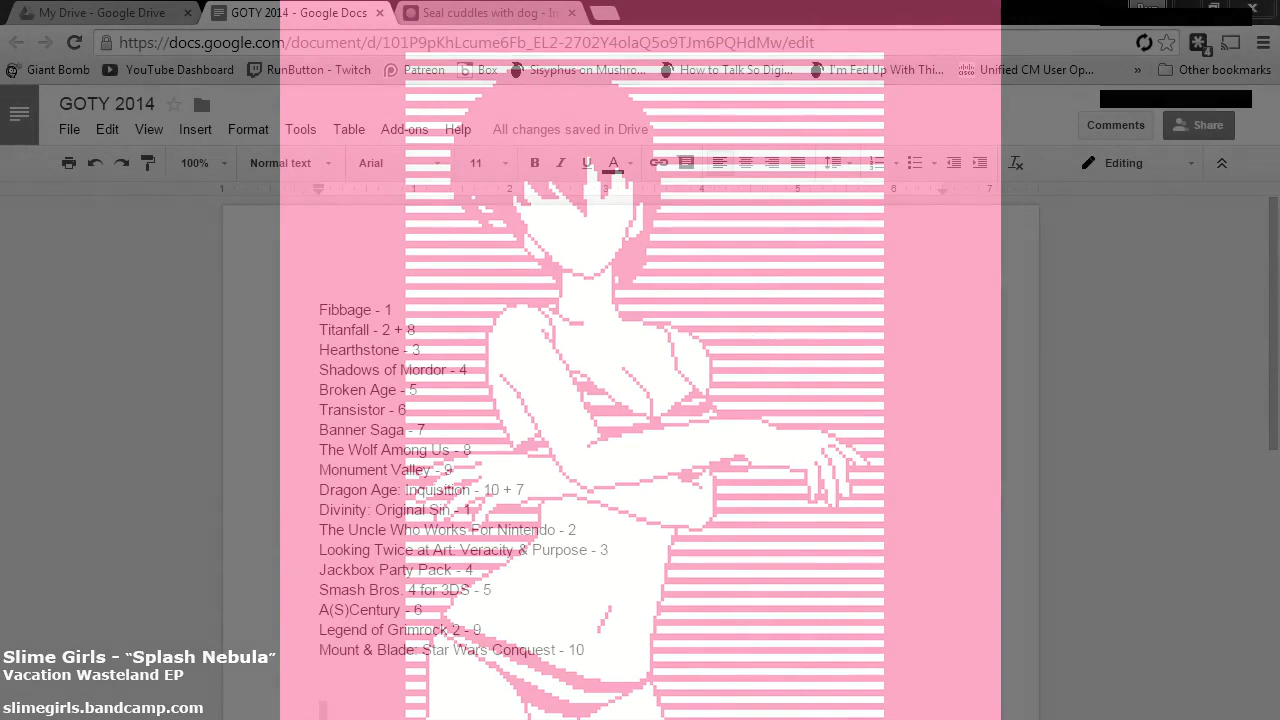 My Drive - Google Drive
GOTY 2014 - Google Docs
Seal cuddles with dog - Im
https://docs.google.com/document/d/101P9pKhLcume6Fb_EL2-2702Y4olaQ5o9TJm6PQHdMw/edit
Giant Bomb
YouTube Dashboard
RunButton - Twitch
Patreon
Box
Sisyphus on Mushro...
How to Talk So Digi...
I'm Fed Up With Thi...
Unified CM User Op...
»
Other bookmarks
GOTY 2014
Comments
Share
File Edit View Insert Format Tools Table Add-ons Help All changes saved in Drive
100% Normal text Arial 11 B I U A Editing
1 1 2 3 4 5 6 7
Fibbage - 1
Titanfall - 2 + 8
Hearthstone - 3
Shadows of Mordor - 4
Broken Age - 5
Transistor - 6
Banner Saga - 7
The Wolf Among Us - 8
Monument Valley - 9
Dragon Age: Inquisition - 10 + 7
Divinity: Original Sin - 1
The Uncle Who Works For Nintendo - 2
Looking Twice at Art: Veracity & Purpose - 3
Jackbox Party Pack - 4
Smash Bros. 4 for 3DS - 5
A(S)Century - 6
Legend of Grimrock 2 - 9
Mount & Blade: Star Wars Conquest - 10
Slime Girls - “Splash Nebula”
Vacation Wasteland EP
slimegirls.bandcamp.com